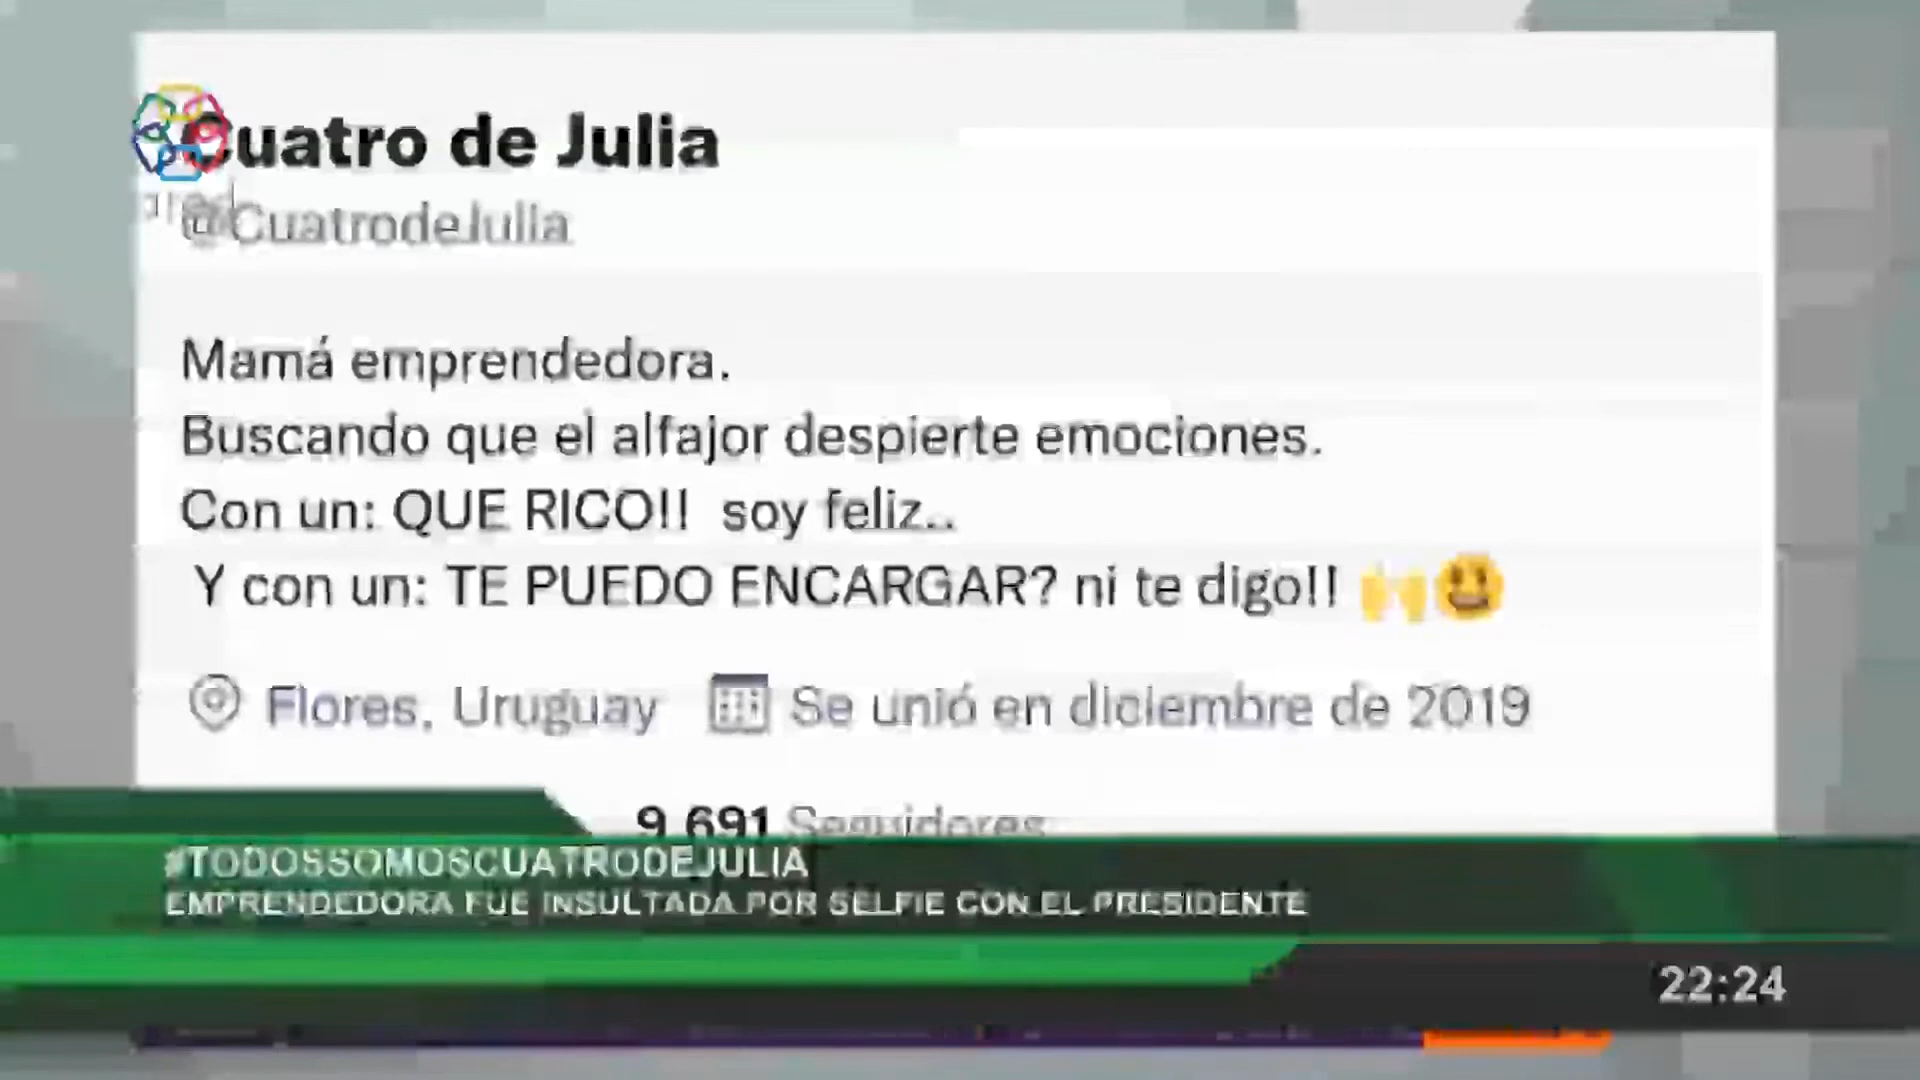 Cuatro de Julia
@CuatrodeJulia
Mamá emprendedora.
Buscando que el alfajor despierte emociones.
Con un: QUE RICO!! soy feliz..
Y con un: TE PUEDO ENCARGAR? ni te digo!! 🙌😃
Flores, Uruguay Se unió en diciembre de 2019
9.691 Seguidores
#TODOSSOMOSCUATRODEJULIA
EMPRENDEDORA FUE INSULTADA POR SELFIE CON EL PRESIDENTE
22:24